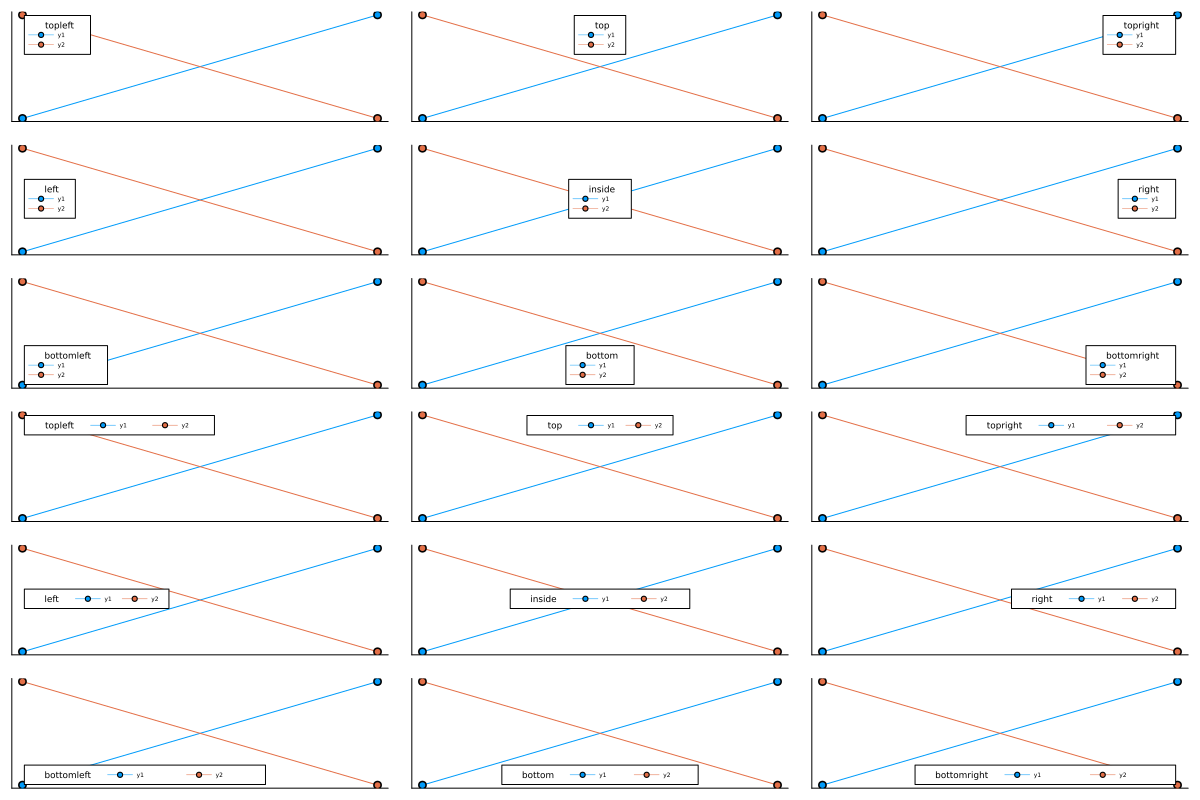 topleft
y1
y2
top
y1
y2
topright
y1
y2
left
y1
y2
inside
y1
y2
right
y1
y2
bottomleft
y1
y2
bottom
y1
y2
bottomright
y1
y2
topleft y1 y2
top y1 y2
topright y1 y2
left y1 y2
inside y1 y2
right y1 y2
bottomleft y1 y2
bottom y1 y2
bottomright y1 y2